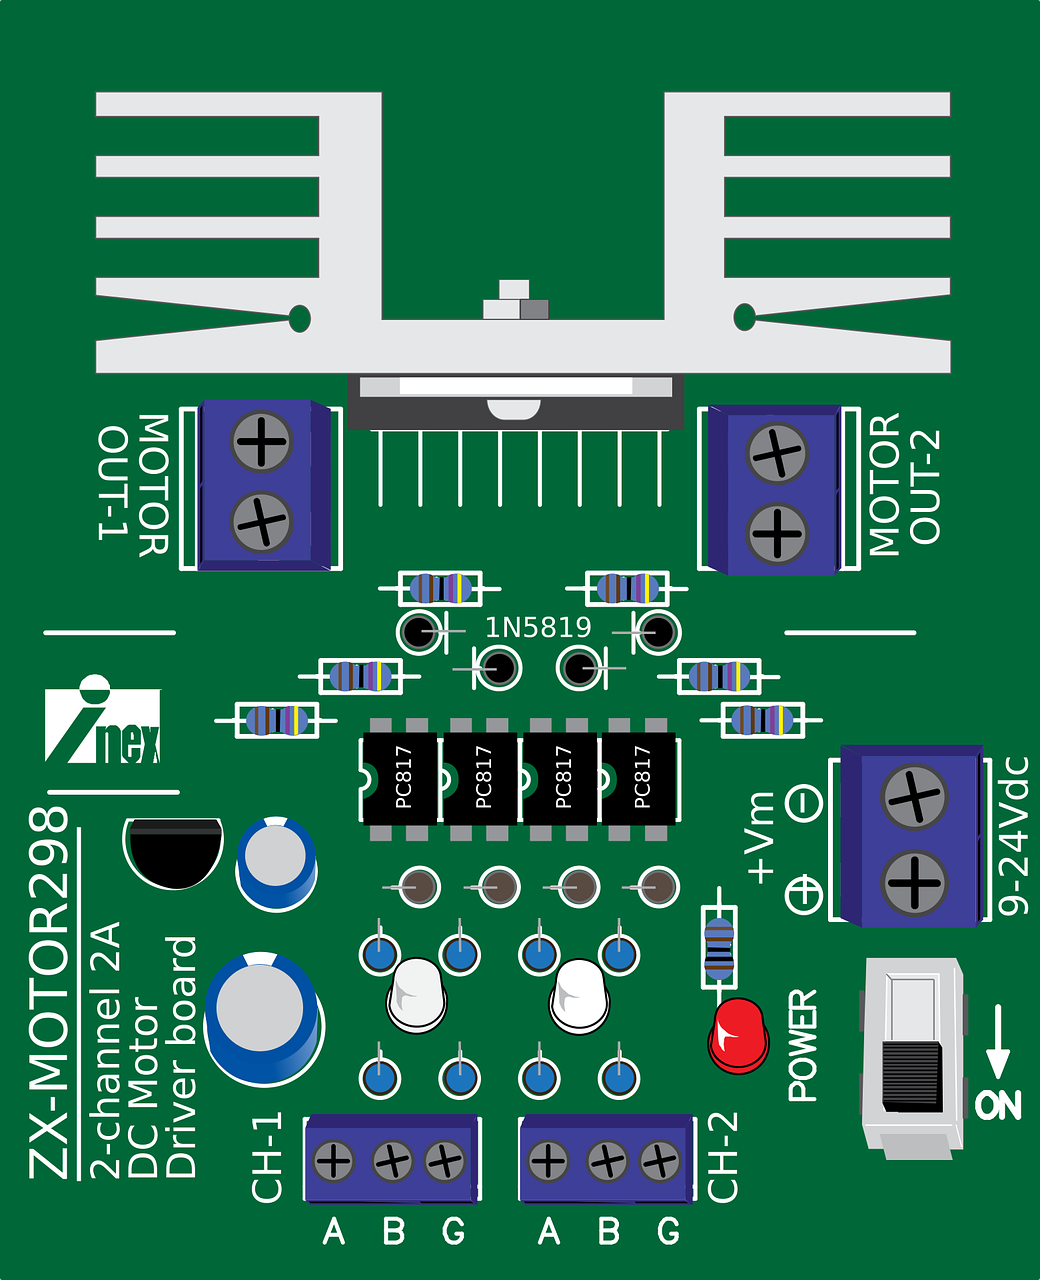 MOTOR
OUT-1
MOTOR
OUT-2
1N5819
inex
PC817
PC817
PC817
PC817
+Vm
9-24Vdc
ZX-MOTOR298
2-channel 2A
DC Motor
Driver board
POWER
ON
CH-1
CH-2
A B G
A B G